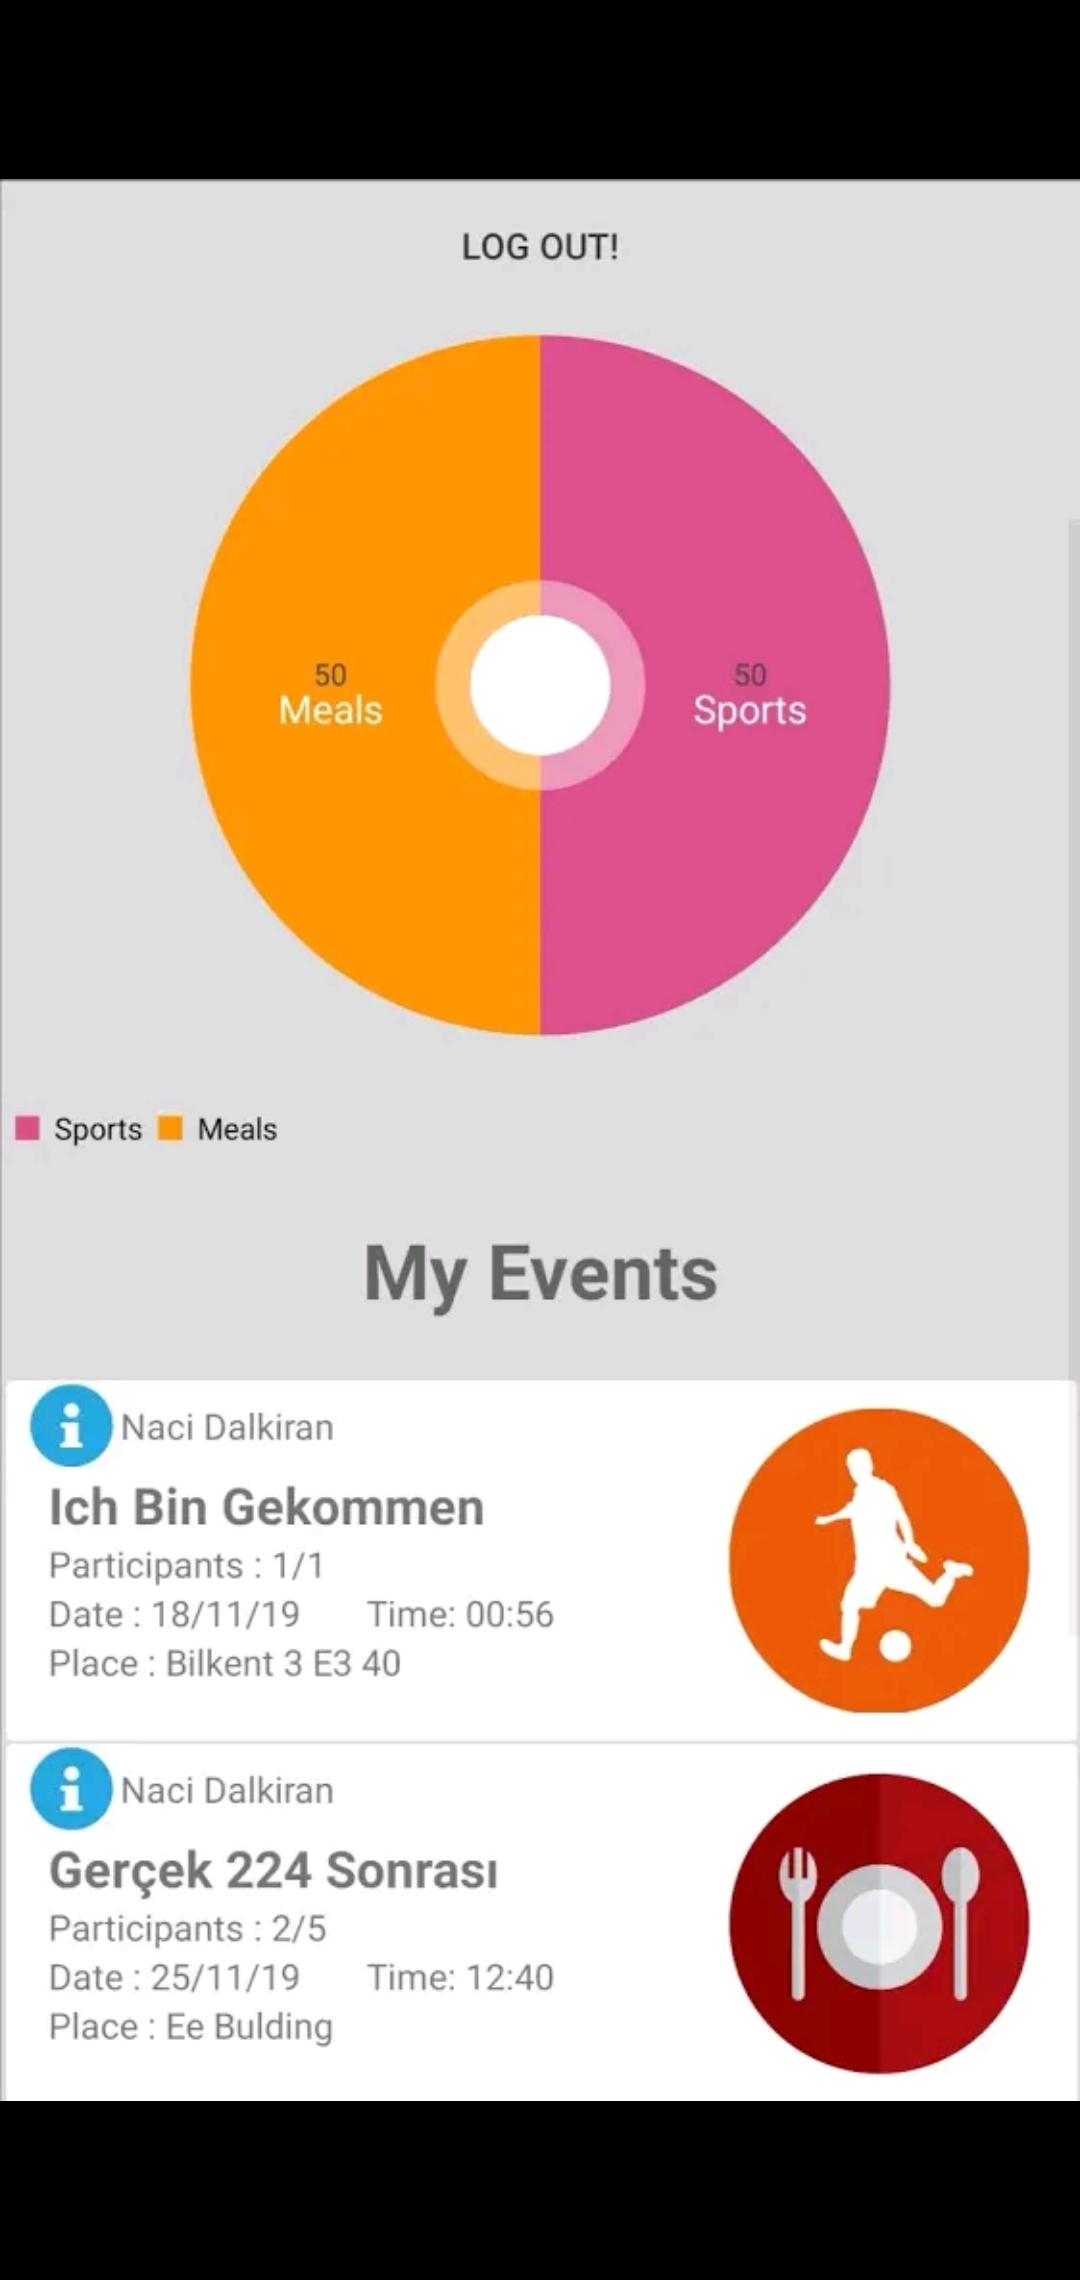 LOG OUT!
50
Meals
50
Sports
Sports Meals
My Events
Naci Dalkiran
Ich Bin Gekommen
Participants : 1/1
Date : 18/11/19 Time: 00:56
Place : Bilkent 3 E3 40
Naci Dalkiran
Gerçek 224 Sonrası
Participants : 2/5
Date : 25/11/19 Time: 12:40
Place : Ee Bulding